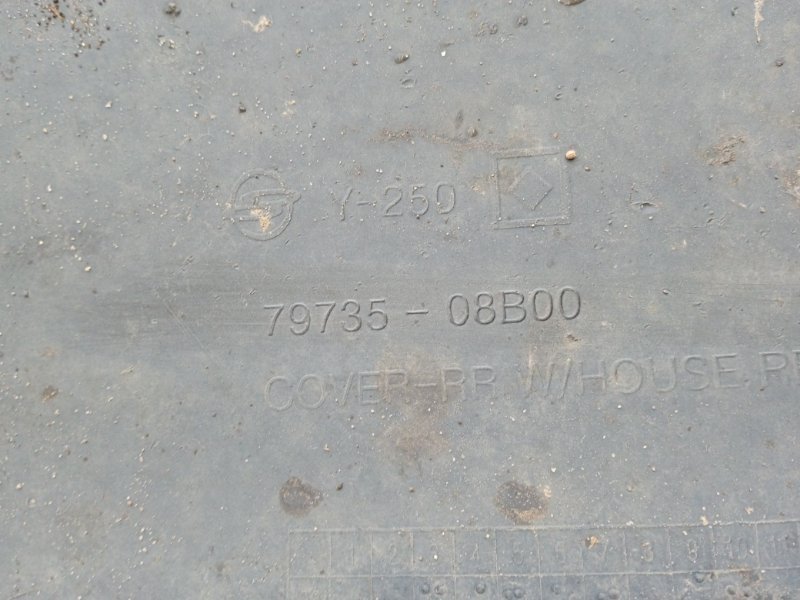 Y-250
79735-08B00
COVER-RR W/HOUSE
1 2 3 4 5 6 7 8 9 10 11